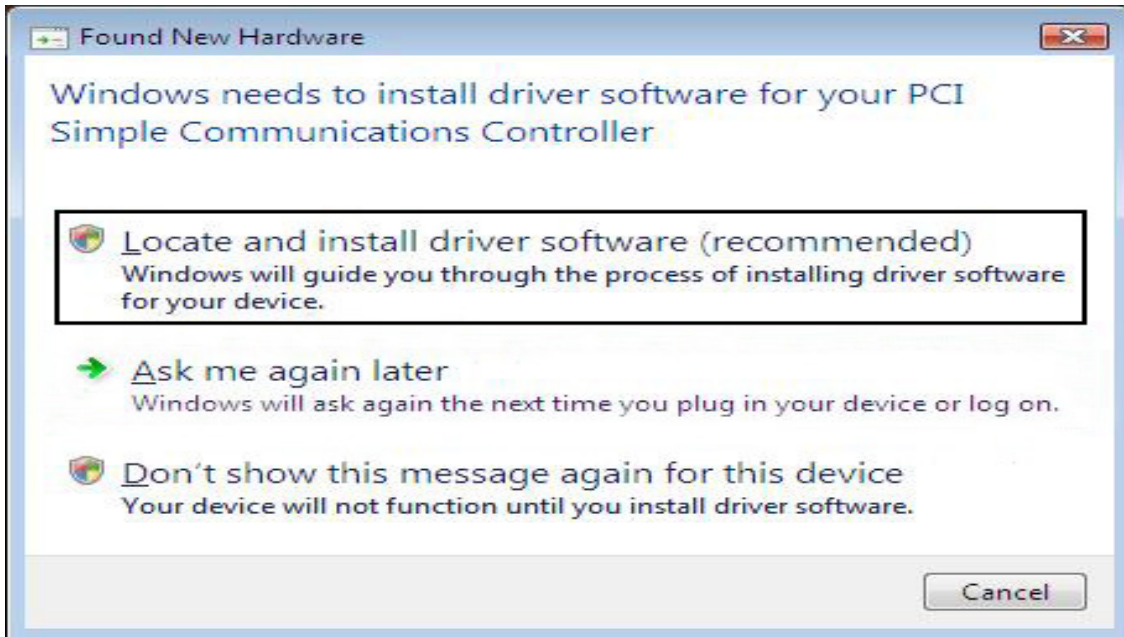 Found New Hardware
Windows needs to install driver software for your PCI
Simple Communications Controller
Locate and install driver software (recommended)
Windows will guide you through the process of installing driver software
for your device.
Ask me again later
Windows will ask again the next time you plug in your device or log on.
Don't show this message again for this device
Your device will not function until you install driver software.
Cancel